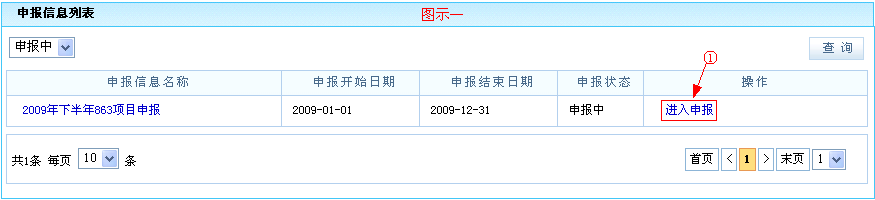 申报信息列表 图示一
申报中 查 询
①
申报信息名称 申报开始日期 申报结束日期 申报状态 操作
2009年下半年863项目申报 2009-01-01 2009-12-31 申报中 进入申报
共1条 每页 10 条 首页 < 1 > 末页 1